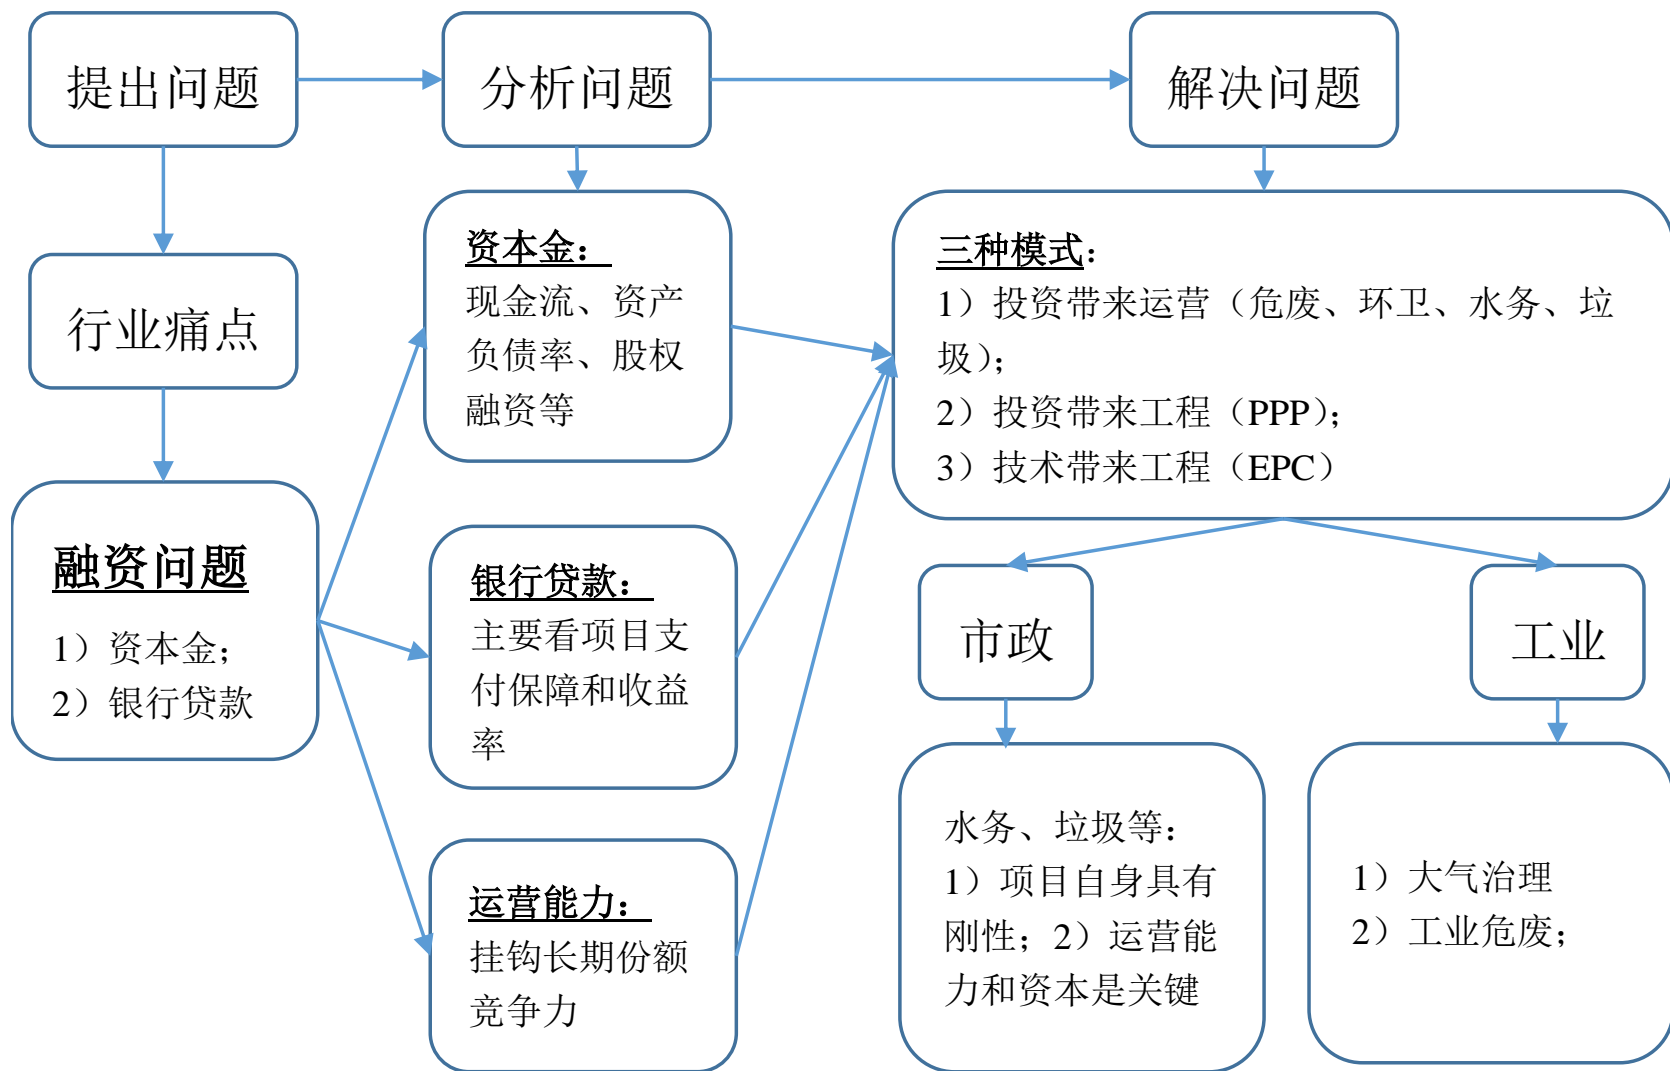 提出问题
分析问题
解决问题
行业痛点
融资问题
1）资本金；
2）银行贷款
资本金：
现金流、资产
负债率、股权
融资等
银行贷款：
主要看项目支
付保障和收益
率
运营能力：
挂钩长期份额
竞争力
三种模式：
1）投资带来运营（危废、环卫、水务、垃
圾）；
2）投资带来工程（PPP）；
3）技术带来工程（EPC）
市政
工业
水务、垃圾等：
1）项目自身具有
刚性；2）运营能
力和资本是关键
1）大气治理
2）工业危废；